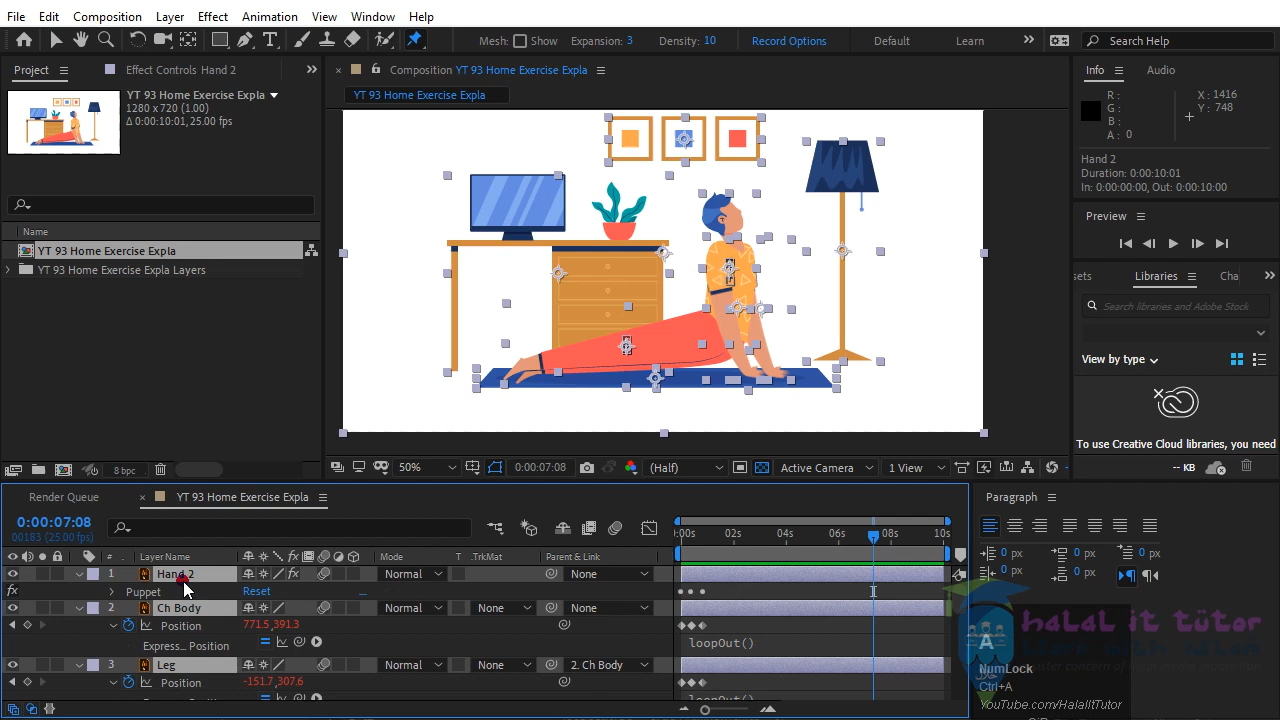 File Edit Composition Layer Effect Animation View Window Help
Mesh: Show Expansion: 3 Density: 10 Record Options Default Learn » Search Help
Project Effect Controls Hand 2 »
× Composition YT 93 Home Exercise Expla
Info Audio
YT 93 Home Exercise Expla
1280 x 720 (1.00)
Δ 0:00:10:01, 25.00 fps
YT 93 Home Exercise Expla
R :
G :
B :
A : 0
X : 1416
Y : 748
Hand 2
Duration: 0:00:10:01
In: 0:00:00:00, Out: 0:00:10:00
Preview
Name
YT 93 Home Exercise Expla
YT 93 Home Exercise Expla Layers
sets Libraries Cha »
Search libraries and Adobe Stock
View by type
To use Creative Cloud libraries, you need
-- KB
8 bpc
50% 0:00:07:08 (Half) Active Camera 1 View
Render Queue × YT 93 Home Exercise Expla
Paragraph
0:00:07:08
00183 (25.00 fps)
:00s 02s 04s 06s 08s 10s
# Layer Name Mode T .TrkMat Parent & Link
0 px 0 px 0 px
0 px 0 px
1 Hand 2 Normal None
Puppet Reset
2 Ch Body Normal None None
Position 771.5,391.3
Express... Position loopOut()
3 Leg Normal None 2. Ch Body
Position -151.7,307.6
loopOut()
halal it tutor
A
NumLock
Ctrl+A
YouTube.com/HalalItTutor